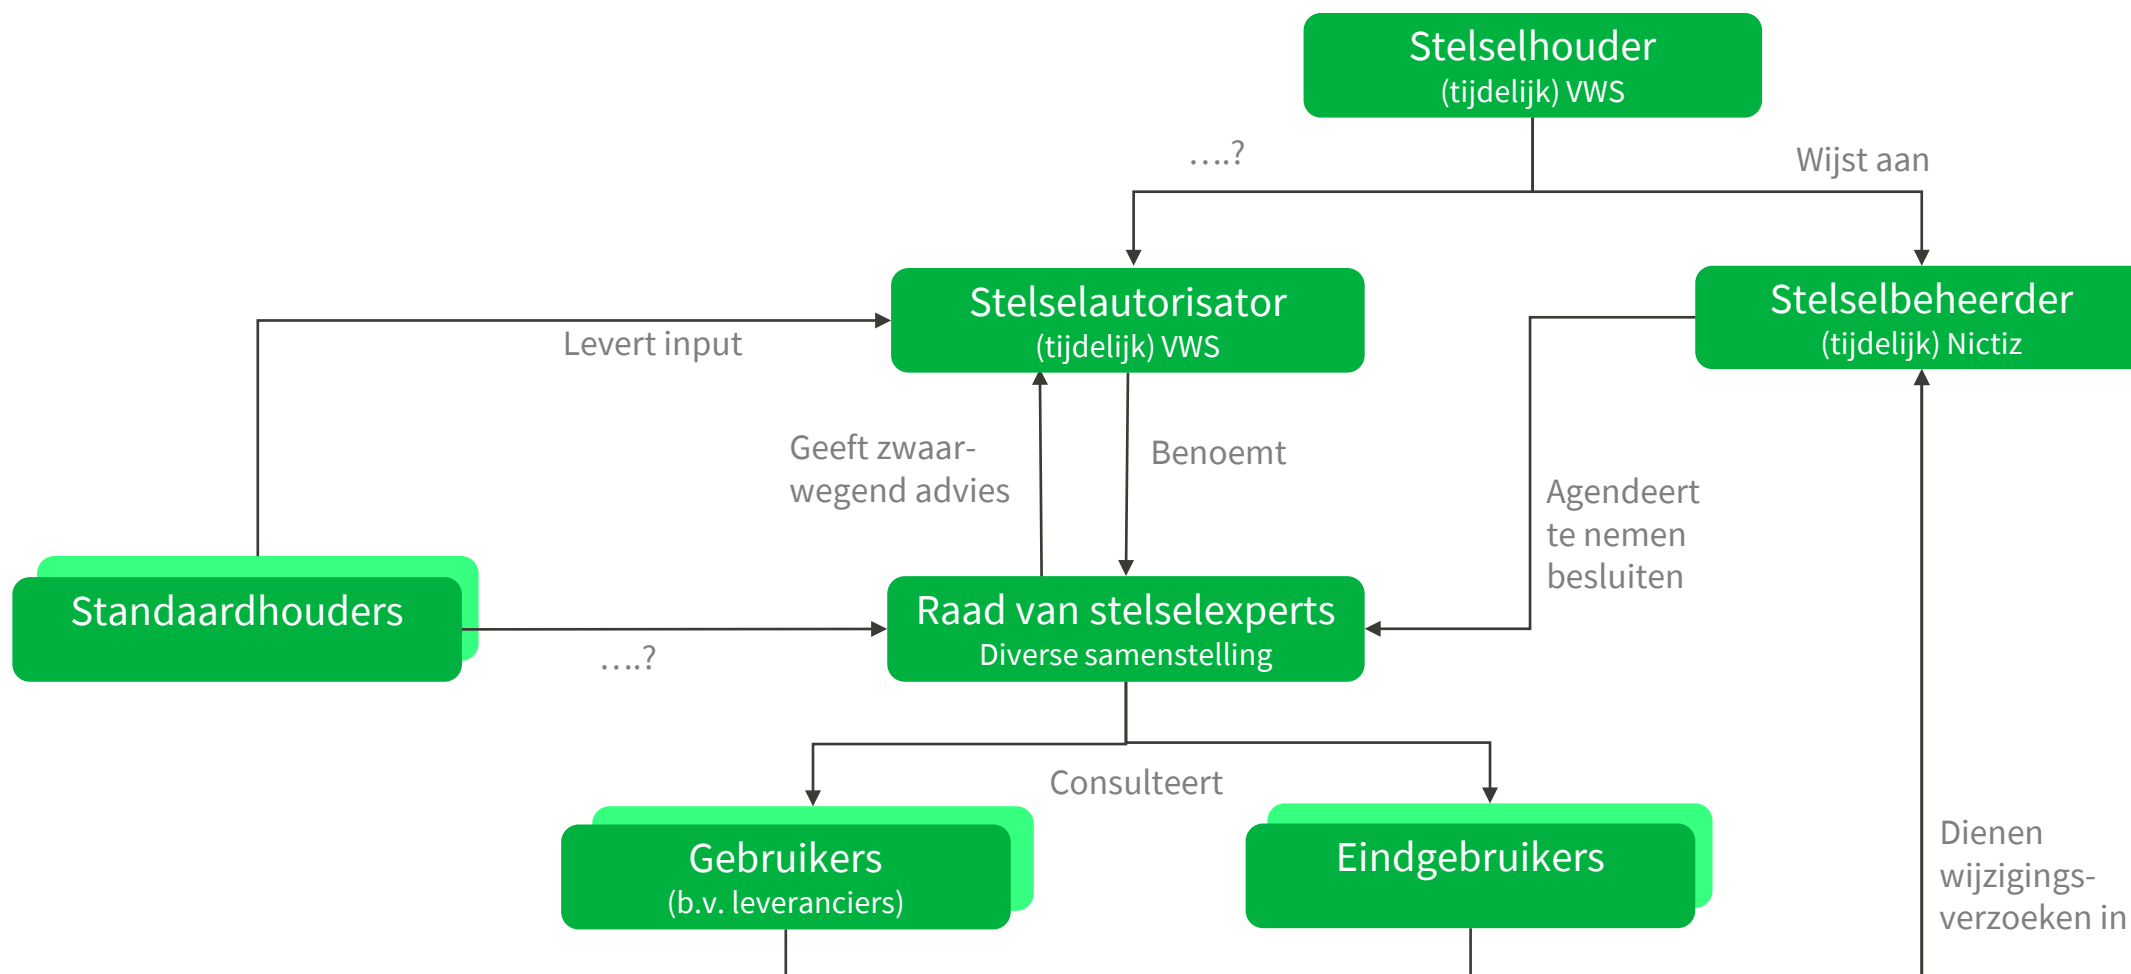 Stelselhouder
(tijdelijk) VWS
….?
Wijst aan
Stelselautorisator
(tijdelijk) VWS
Stelselbeheerder
(tijdelijk) Nictiz
Levert input
Geeft zwaar-
wegend advies
Benoemt
Agendeert
te nemen
besluiten
Standaardhouders
….?
Raad van stelselexperts
Diverse samenstelling
Consulteert
Gebruikers
(b.v. leveranciers)
Eindgebruikers
Dienen
wijzigings-
verzoeken in